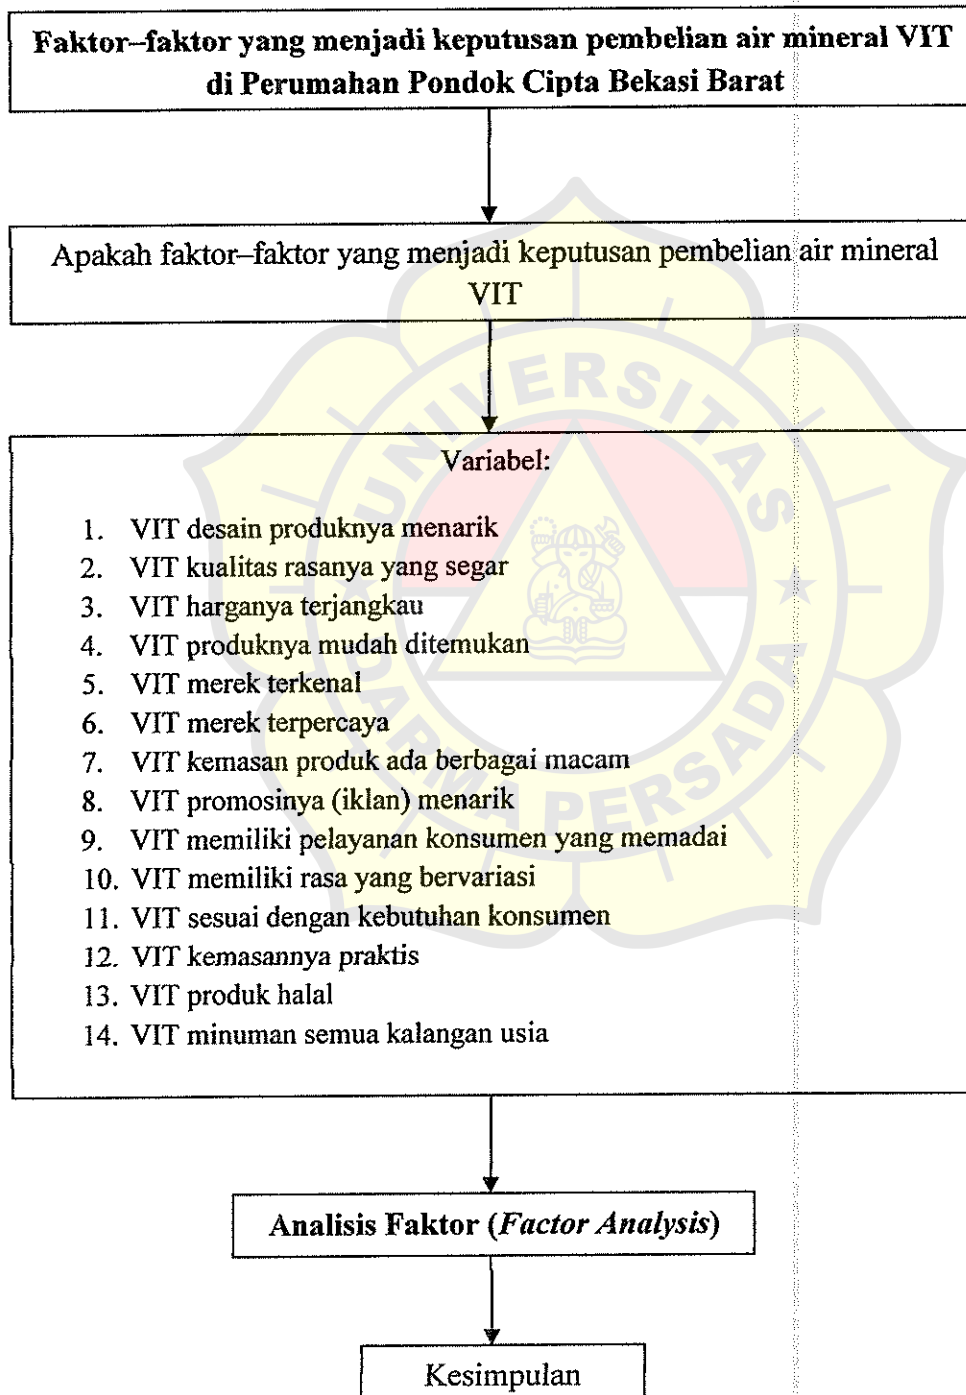 Faktor–faktor yang menjadi keputusan pembelian air mineral VIT
di Perumahan Pondok Cipta Bekasi Barat
Apakah faktor–faktor yang menjadi keputusan pembelian air mineral
VIT
Variabel:
1. VIT desain produknya menarik
2. VIT kualitas rasanya yang segar
3. VIT harganya terjangkau
4. VIT produknya mudah ditemukan
5. VIT merek terkenal
6. VIT merek terpercaya
7. VIT kemasan produk ada berbagai macam
8. VIT promosinya (iklan) menarik
9. VIT memiliki pelayanan konsumen yang memadai
10. VIT memiliki rasa yang bervariasi
11. VIT sesuai dengan kebutuhan konsumen
12. VIT kemasannya praktis
13. VIT produk halal
14. VIT minuman semua kalangan usia
Analisis Faktor (Factor Analysis)
Kesimpulan
UNIVERSITAS
DARMA PERSADA